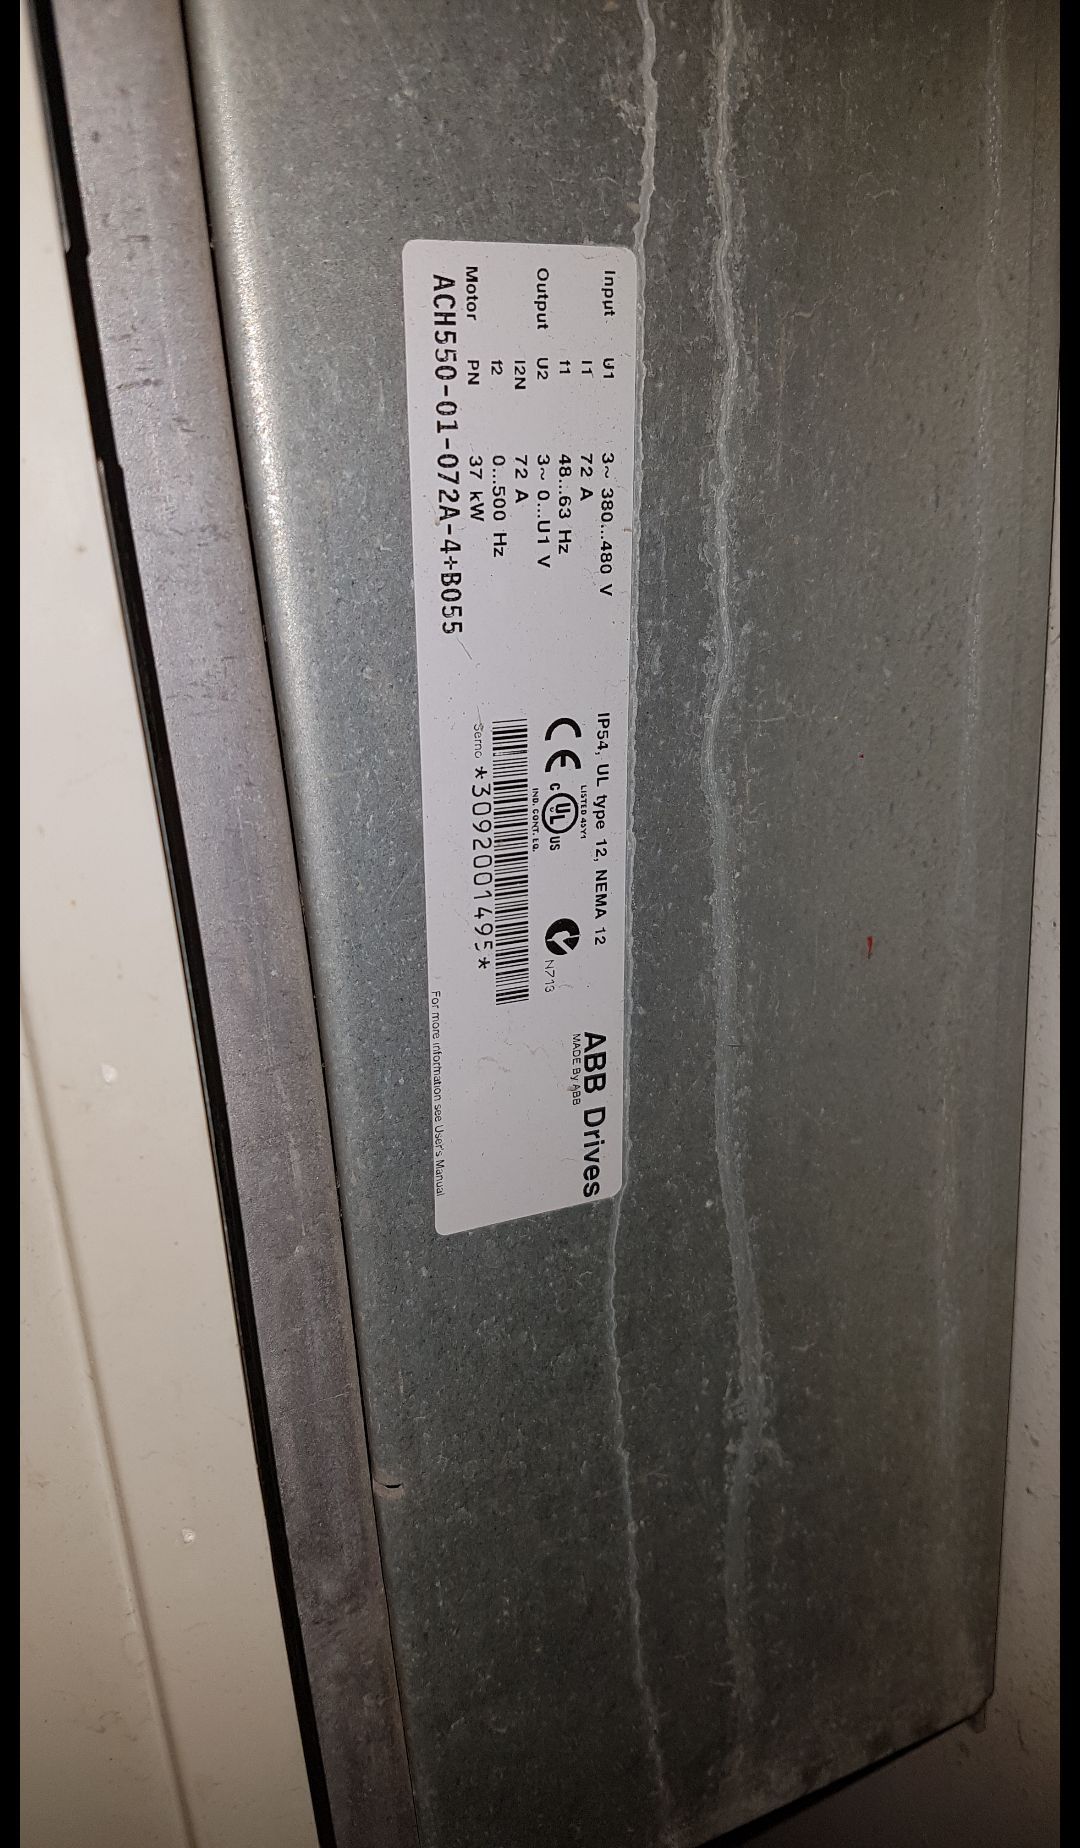 Input U1 3~ 380...480 V
I1 72 A
f1 48...63 Hz
Output U2 3~ 0...U1 V
I2N 72 A
f2 0...500 Hz
Motor PN 37 kW
ACH550-01-072A-4+B055
IP54, UL type 12, NEMA 12
CE
LISTED 45Y1
C UL US
IND. CONT. EQ.
N713
Serno *3092001495*
ABB Drives
MADE By ABB
For more information see User's Manual